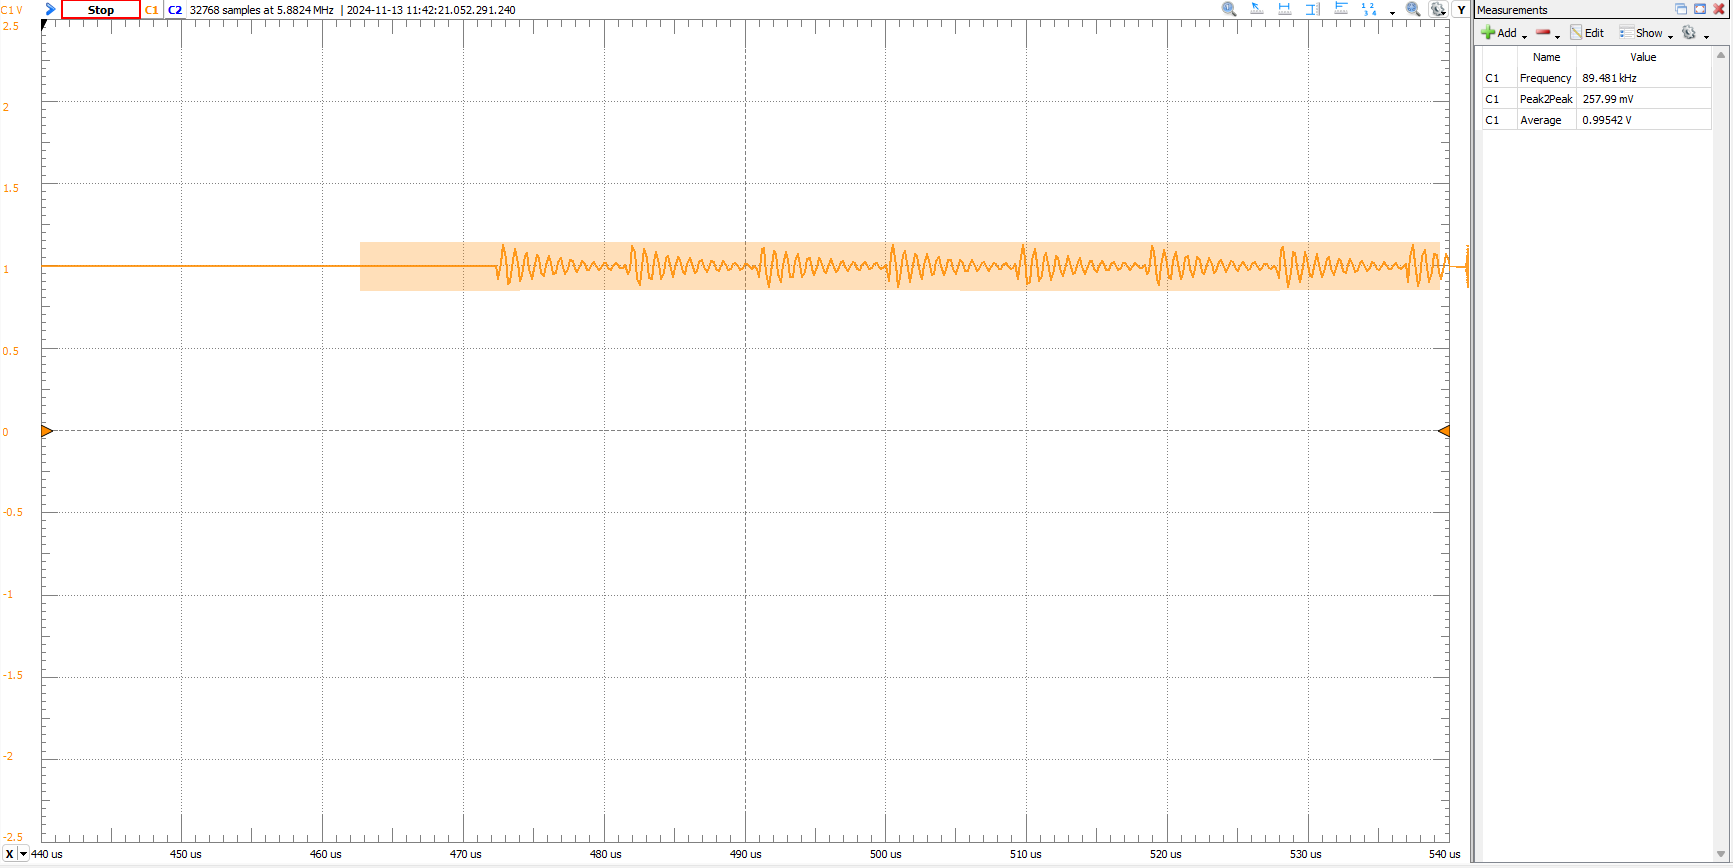 C1 V Stop C1 C2 32768 samples at 5.8824 MHz | 2024-11-13 11:42:21.052.291.240 Y
Measurements
Add Edit Show
Name Value
C1 Frequency 89.481 kHz
C1 Peak2Peak 257.99 mV
C1 Average 0.99542 V
2.5
2
1.5
1
0.5
0
-0.5
-1
-1.5
-2
-2.5
X 440 us 450 us 460 us 470 us 480 us 490 us 500 us 510 us 520 us 530 us 540 us